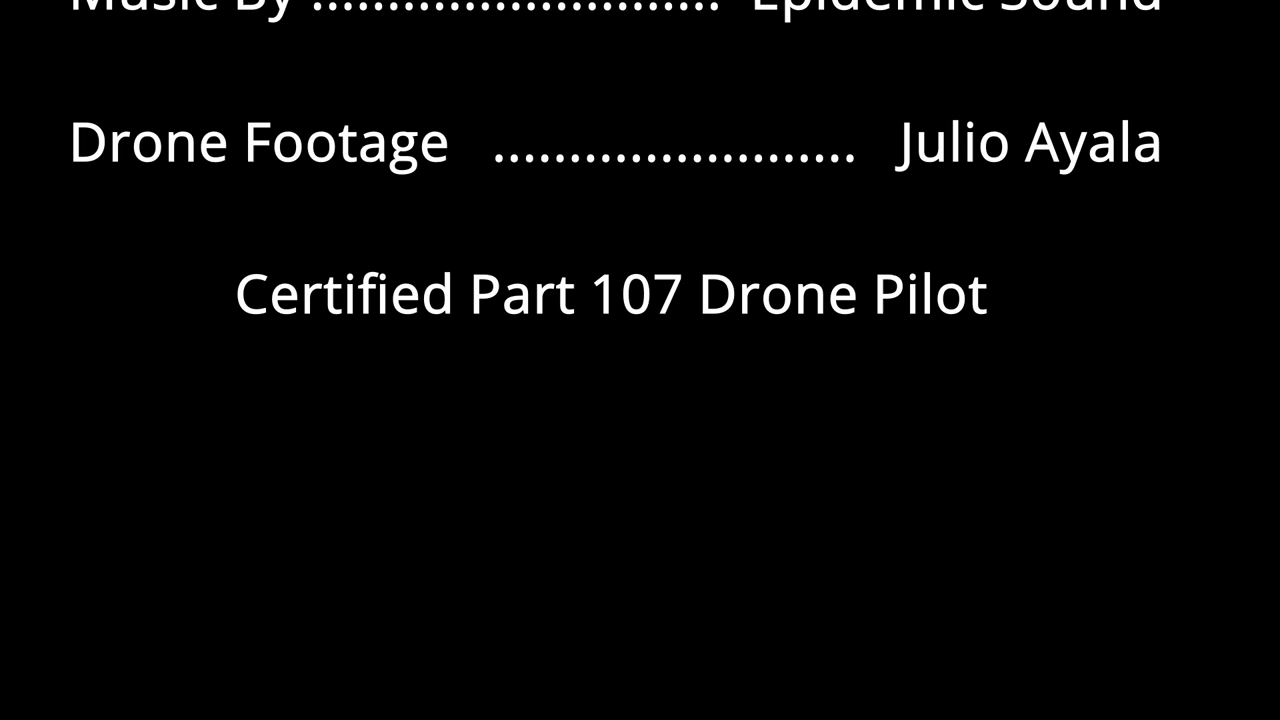 Music By ........................... Epidemic Sound
Drone Footage ........................ Julio Ayala
Certified Part 107 Drone Pilot